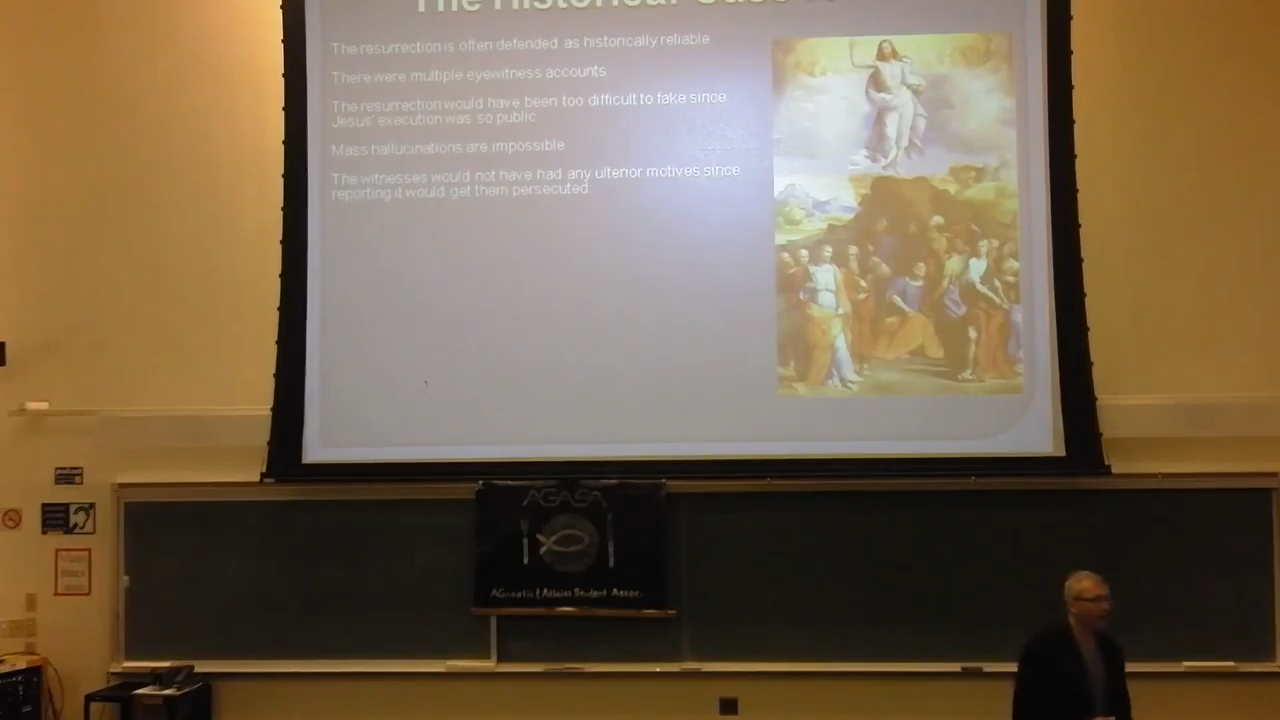 The Historical Case
The resurrection is often defended as historically reliable
There were multiple eyewitness accounts
The resurrection would have been too difficult to fake since
Jesus' execution was so public
Mass hallucinations are impossible
The witnesses would not have had any ulterior motives since
reporting it would get them persecuted
podcast
AGASA
AGnostic & Atheist Student Assoc.